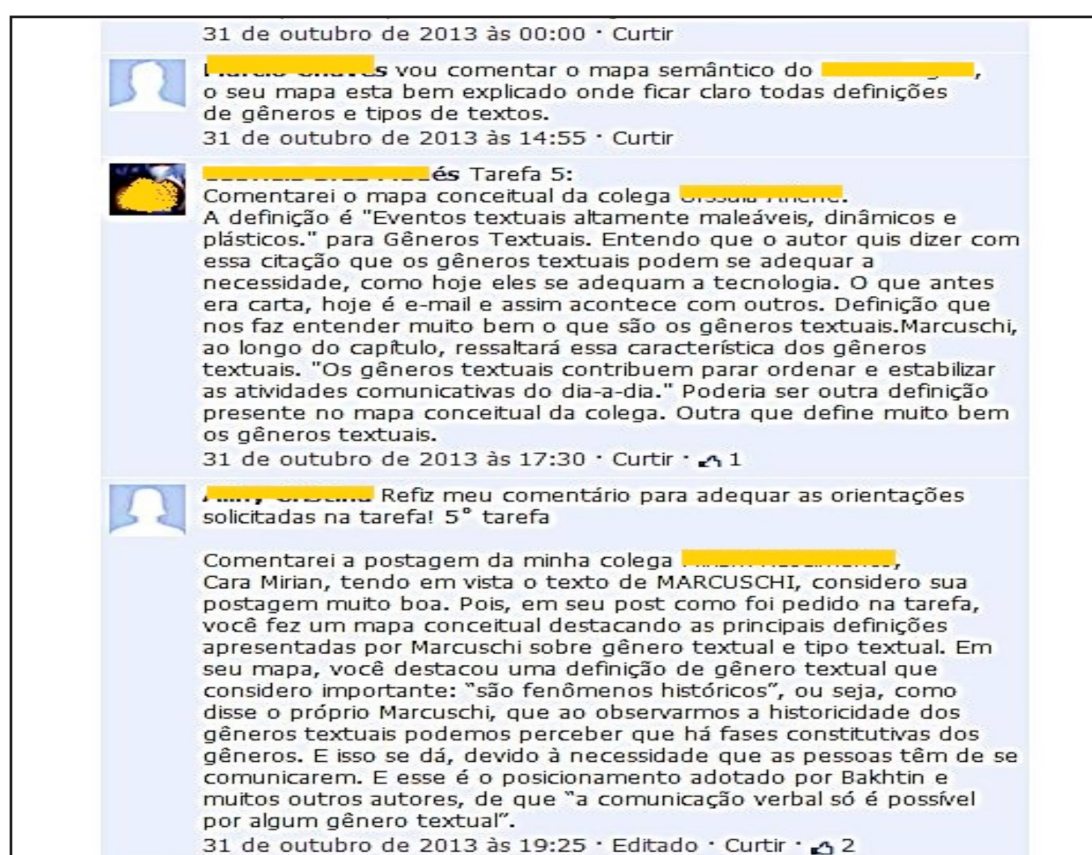 31 de outubro de 2013 às 00:00 · Curtir
vou comentar o mapa semântico do ,
o seu mapa esta bem explicado onde ficar claro todas definições
de gêneros e tipos de textos.
31 de outubro de 2013 às 14:55 · Curtir
és Tarefa 5:
Comentarei o mapa conceitual da colega .
A definição é "Eventos textuais altamente maleáveis, dinâmicos e
plásticos." para Gêneros Textuais. Entendo que o autor quis dizer com
essa citação que os gêneros textuais podem se adequar a
necessidade, como hoje eles se adequam a tecnologia. O que antes
era carta, hoje é e-mail e assim acontece com outros. Definição que
nos faz entender muito bem o que são os gêneros textuais.Marcuschi,
ao longo do capítulo, ressaltará essa característica dos gêneros
textuais. "Os gêneros textuais contribuem parar ordenar e estabilizar
as atividades comunicativas do dia-a-dia." Poderia ser outra definição
presente no mapa conceitual da colega. Outra que define muito bem
os gêneros textuais.
31 de outubro de 2013 às 17:30 · Curtir · 1
Refiz meu comentário para adequar as orientações
solicitadas na tarefa! 5° tarefa
Comentarei a postagem da minha colega ,
Cara Mirian, tendo em vista o texto de MARCUSCHI, considero sua
postagem muito boa. Pois, em seu post como foi pedido na tarefa,
você fez um mapa conceitual destacando as principais definições
apresentadas por Marcuschi sobre gênero textual e tipo textual. Em
seu mapa, você destacou uma definição de gênero textual que
considero importante: "são fenômenos históricos", ou seja, como
disse o próprio Marcuschi, que ao observarmos a historicidade dos
gêneros textuais podemos perceber que há fases constitutivas dos
gêneros. E isso se dá, devido à necessidade que as pessoas têm de se
comunicarem. E esse é o posicionamento adotado por Bakhtin e
muitos outros autores, de que "a comunicação verbal só é possível
por algum gênero textual".
31 de outubro de 2013 às 19:25 · Editado · Curtir · 2